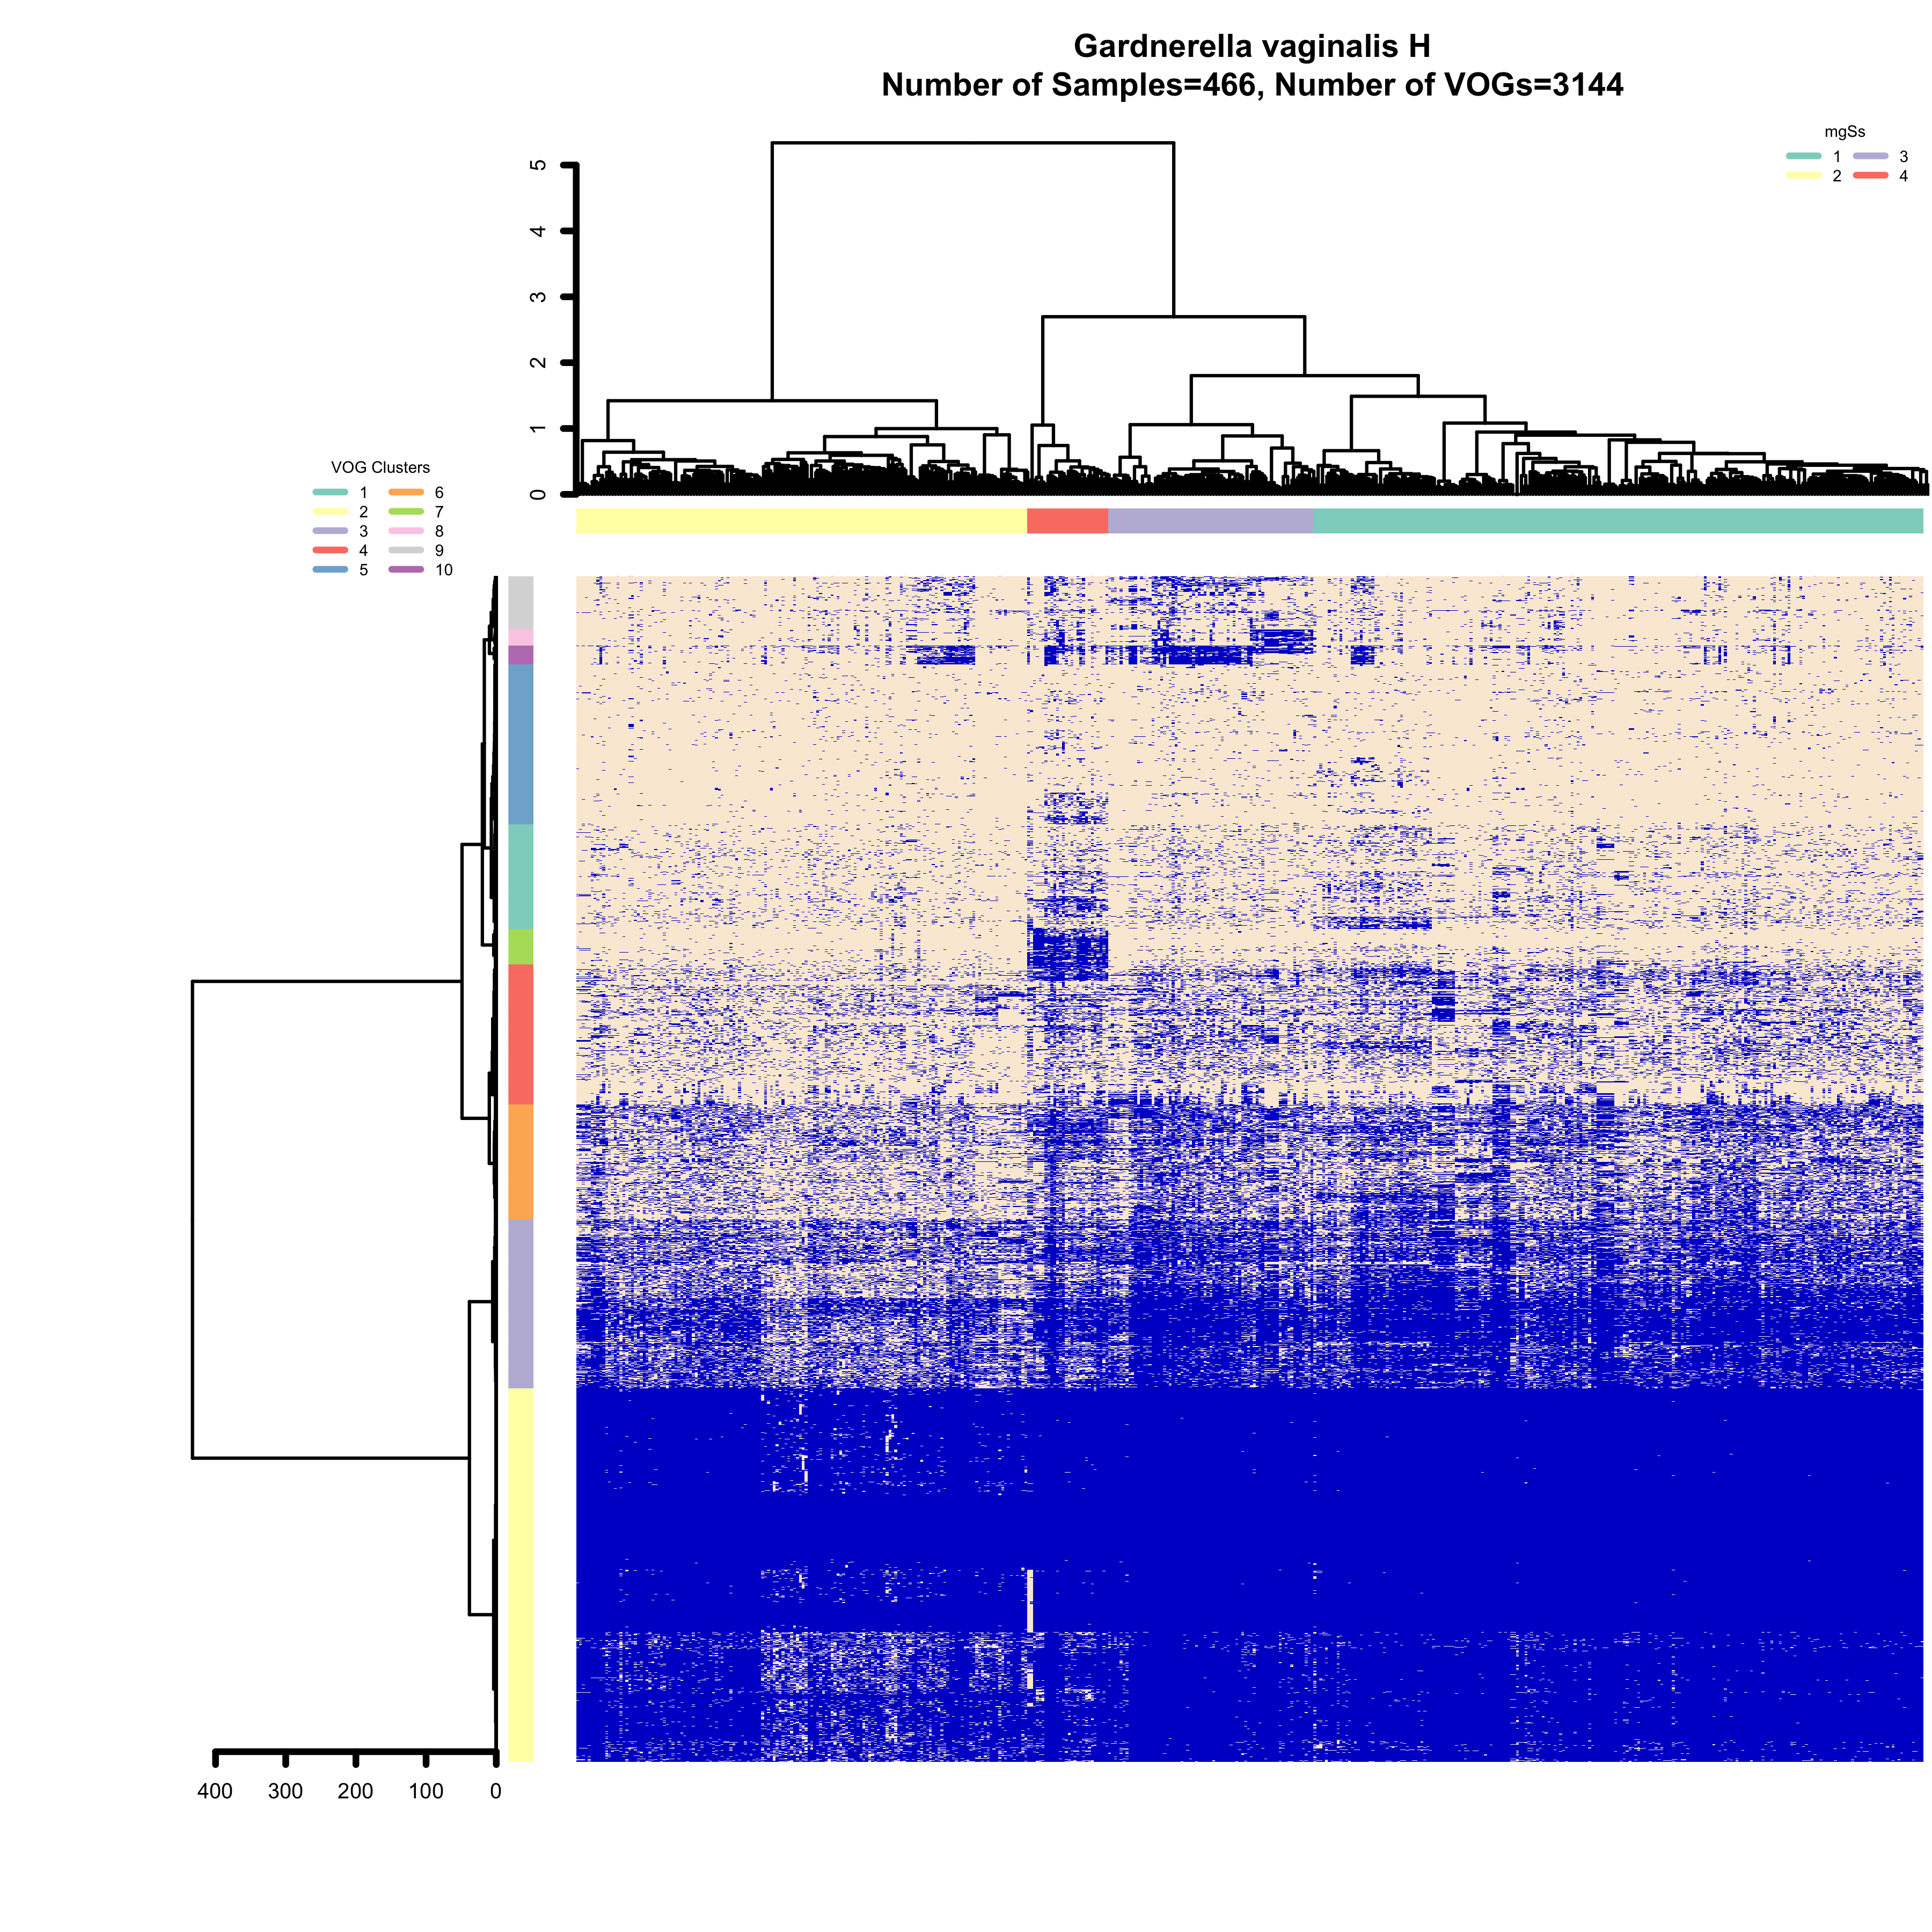 Gardnerella vaginalis H
Number of Samples=466, Number of VOGs=3144
mgSs
1 3
2 4
5
4
3
2
1
0
VOG Clusters
1 6
2 7
3 8
4 9
5 10
400 300 200 100 0